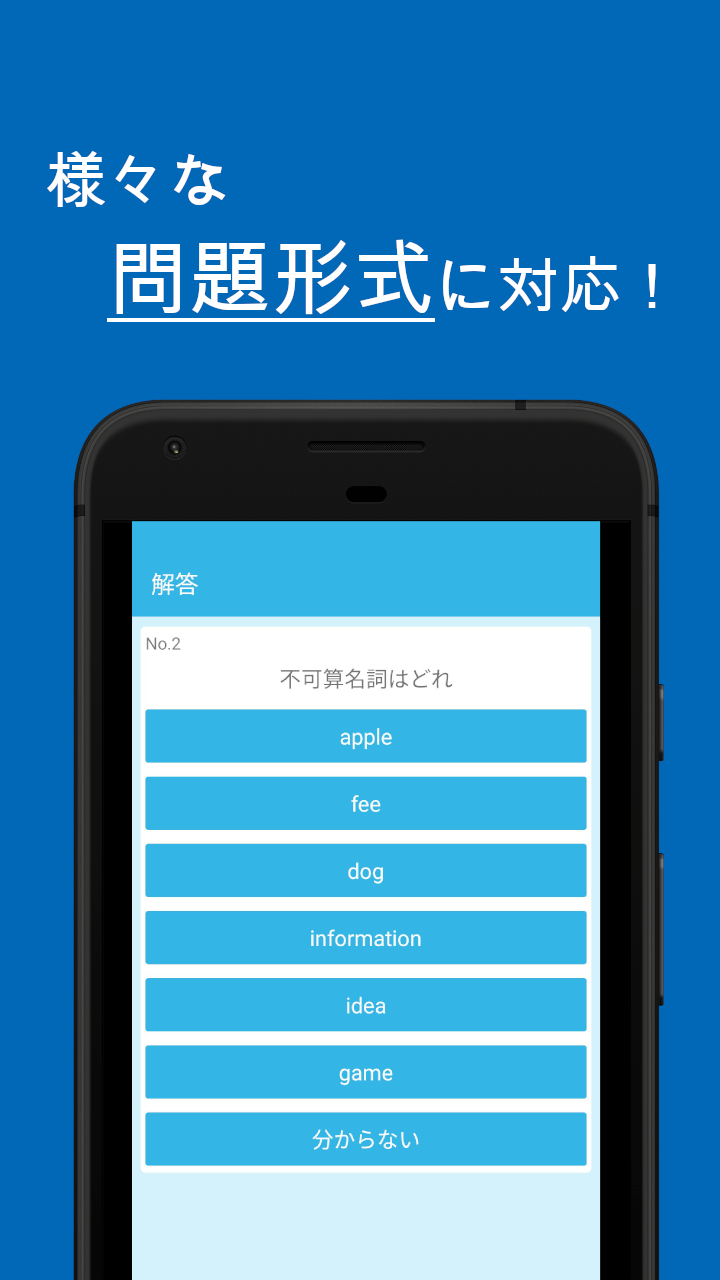 様々な
問題形式に対応！
解答
No.2
不可算名詞はどれ
apple
fee
dog
information
idea
game
分からない